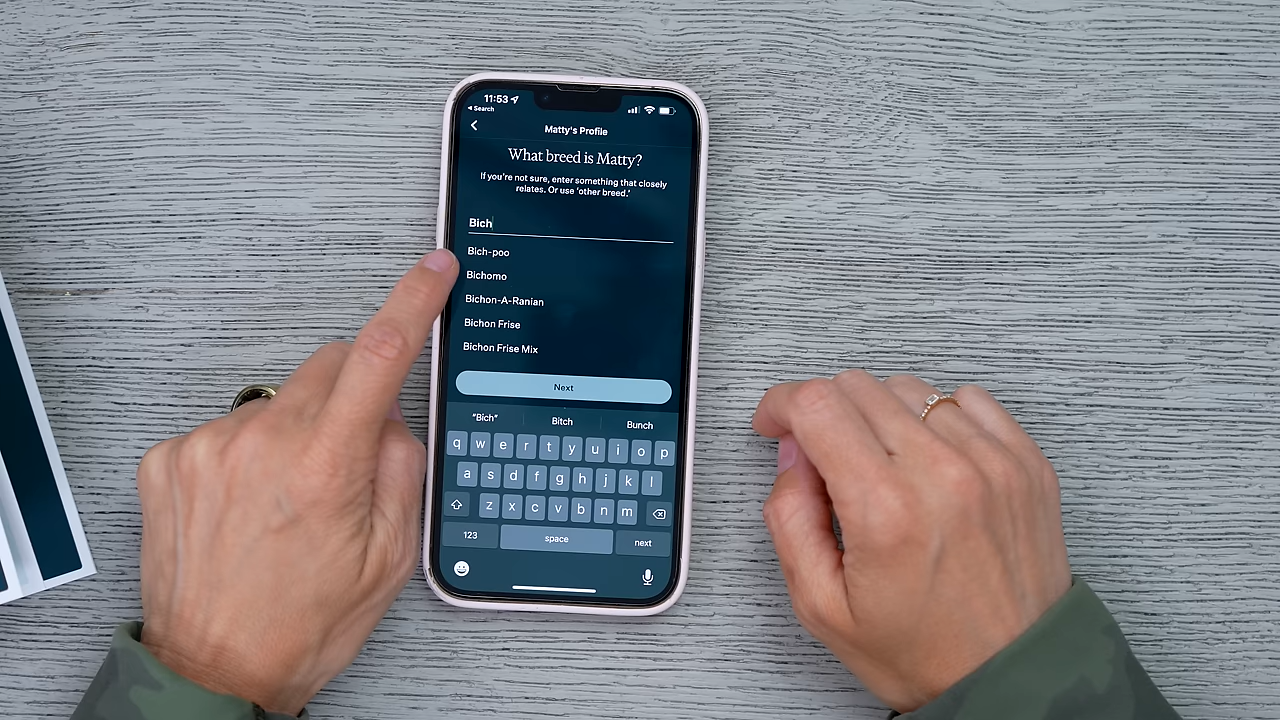 11:53
Search
Matty's Profile
What breed is Matty?
If you're not sure, enter something that closely
relates. Or use 'other breed.'
Bich
Bich-poo
Bichomo
Bichon-A-Ranian
Bichon Frise
Bichon Frise Mix
Next
"Bich" Bitch Bunch
q w e r t y u i o p
a s d f g h j k l
z x c v b n m
123 space next